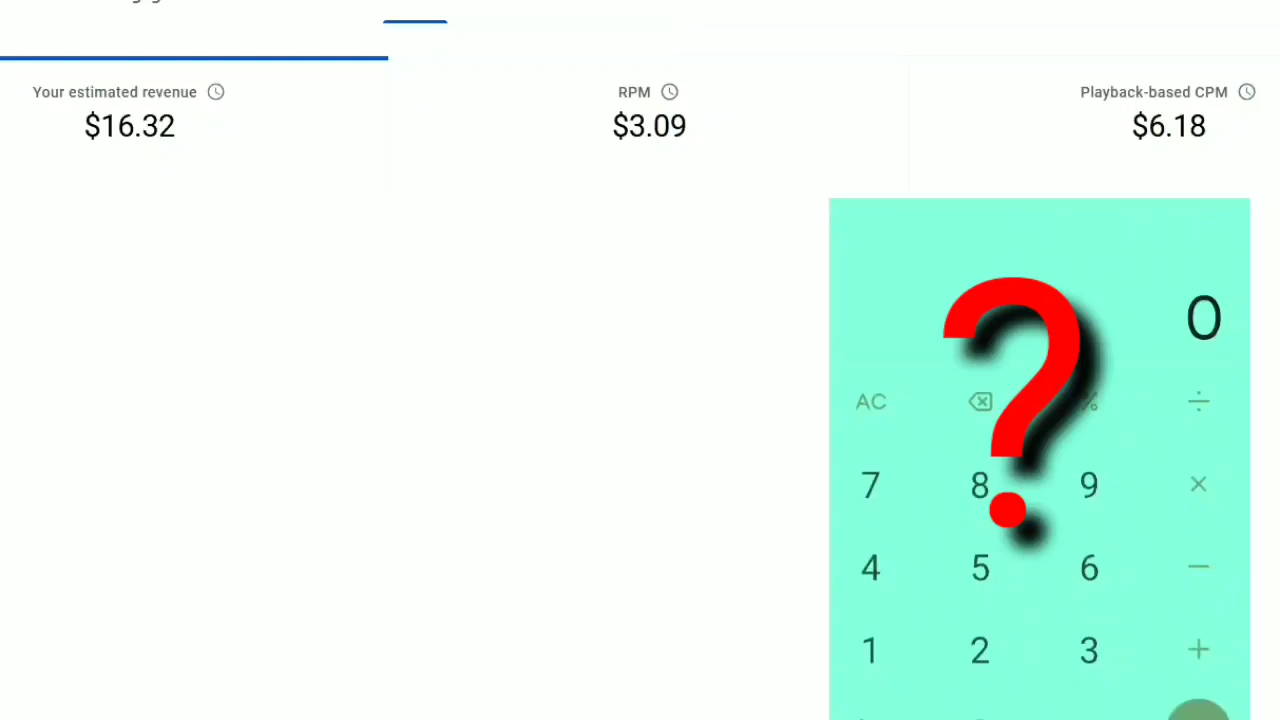 Your estimated revenue
$16.32
RPM
$3.09
Playback-based CPM
$6.18
?
0
AC % ÷
7 8 9 ×
4 5 6 −
1 2 3 +